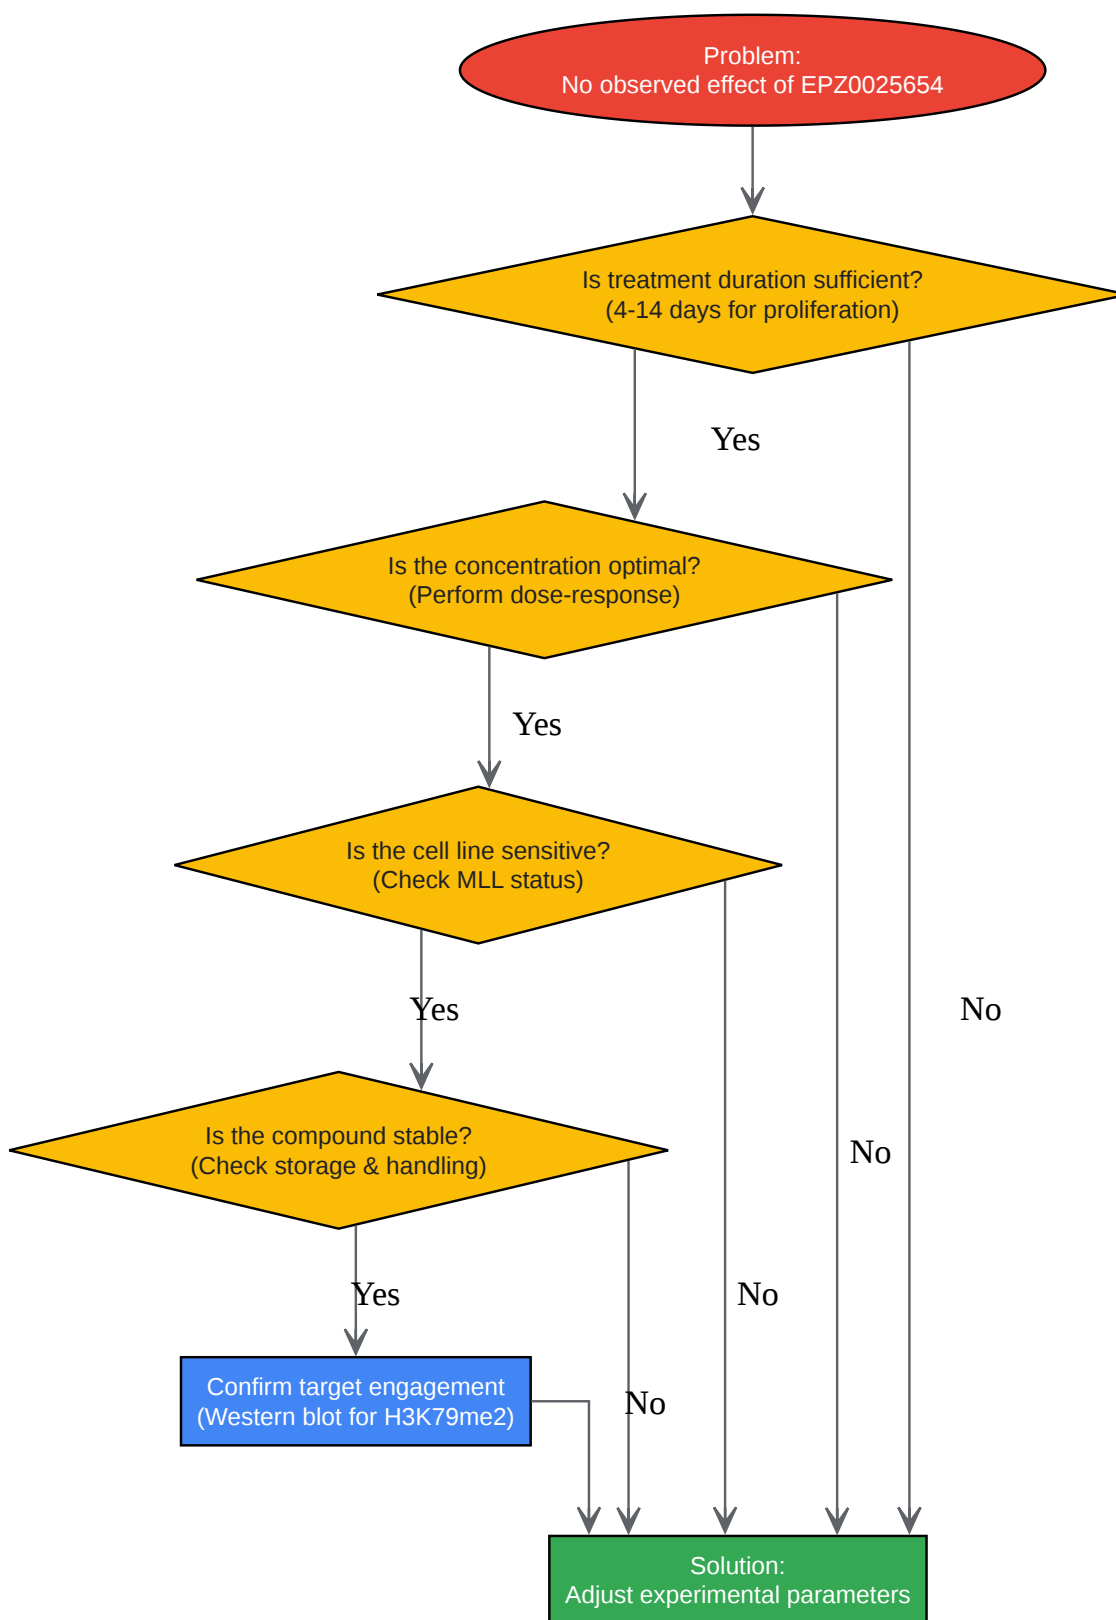 Problem:
No observed effect of EPZ0025654
Is treatment duration sufficient?
(4-14 days for proliferation)
Yes
Is the concentration optimal?
(Perform dose-response)
Yes
Is the cell line sensitive?
(Check MLL status)
Yes
No
Is the compound stable?
(Check storage & handling)
No
Yes
No
Confirm target engagement
(Western blot for H3K79me2)
No
Solution:
Adjust experimental parameters